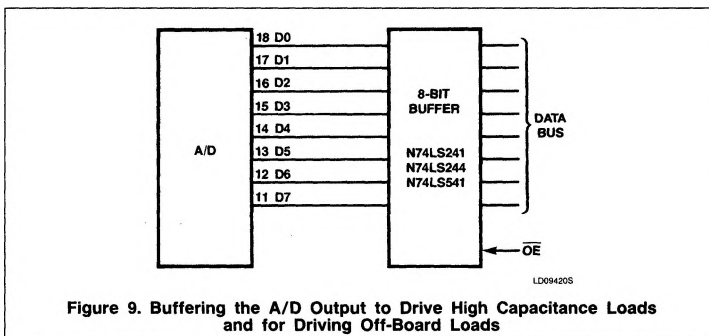 18 D0
17 D1
16 D2
15 D3
14 D4
13 D5
12 D6
11 D7
A/D
8-BIT
BUFFER
N74LS241
N74LS244
N74LS541
DATA
BUS
OE
LD09420S
Figure 9. Buffering the A/D Output to Drive High Capacitance Loads
and for Driving Off-Board Loads